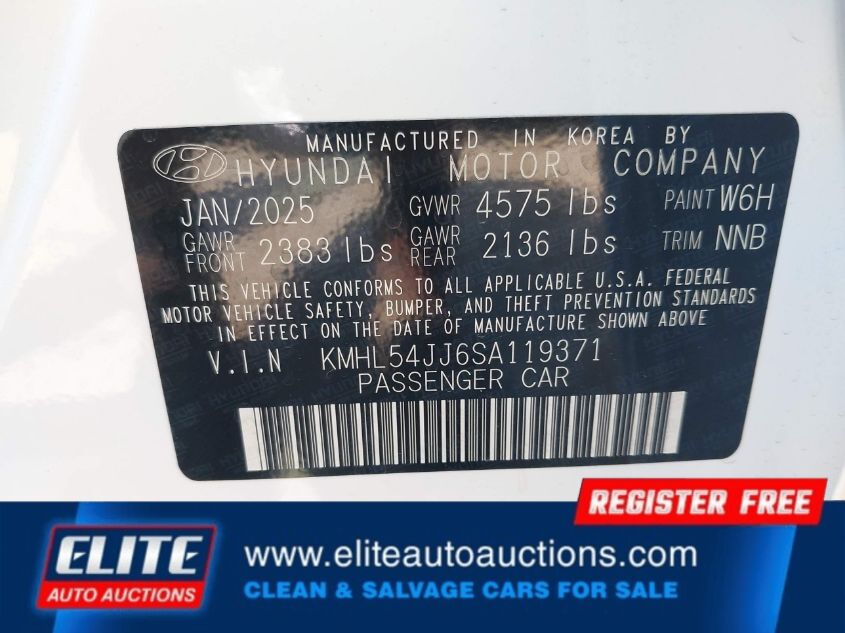 MANUFACTURED IN KOREA BY
HYUNDAI MOTOR COMPANY
JAN/2025 GVWR 4575 lbs PAINT W6H
GAWR FRONT 2383 lbs GAWR REAR 2136 lbs TRIM NNB
THIS VEHICLE CONFORMS TO ALL APPLICABLE U.S.A. FEDERAL
MOTOR VEHICLE SAFETY, BUMPER, AND THEFT PREVENTION STANDARDS
IN EFFECT ON THE DATE OF MANUFACTURE SHOWN ABOVE
V.I.N KMHL54JJ6SA119371
PASSENGER CAR
REGISTER FREE
ELITE
AUTO AUCTIONS
www.eliteautoauctions.com
CLEAN & SALVAGE CARS FOR SALE